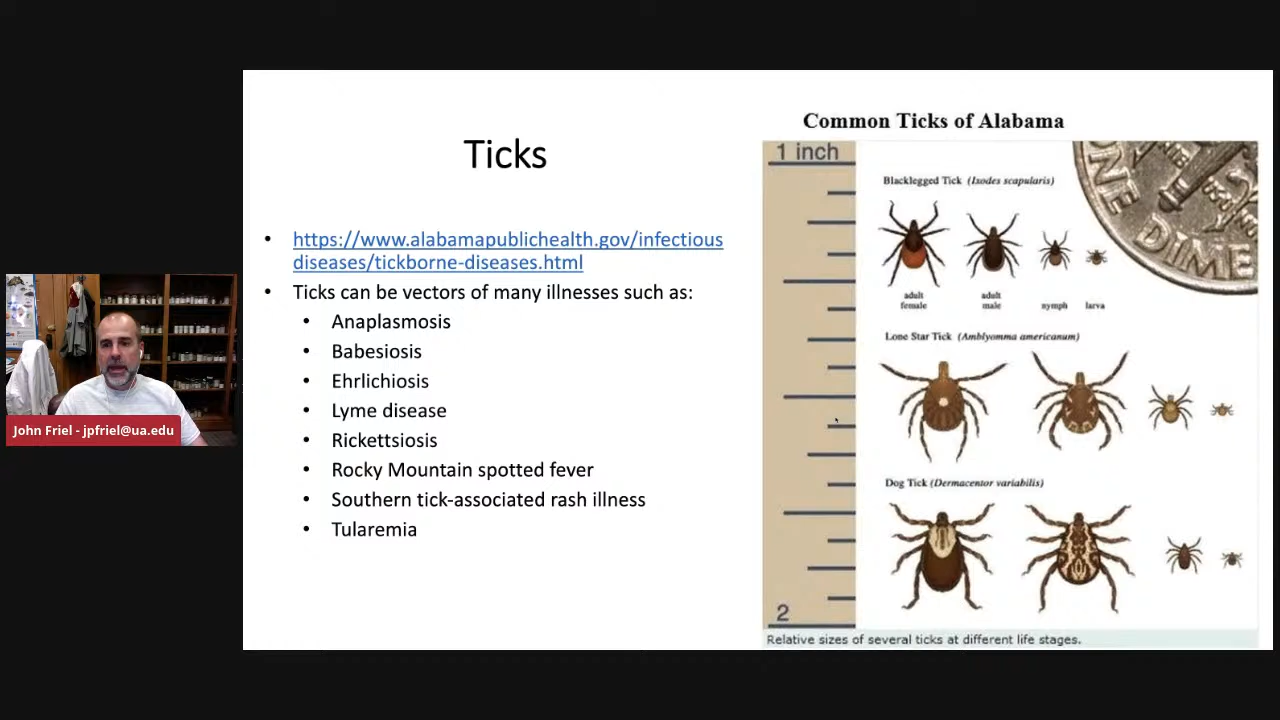 Ticks
• https://www.alabamapublichealth.gov/infectious
diseases/tickborne-diseases.html
• Ticks can be vectors of many illnesses such as:
• Anaplasmosis
• Babesiosis
• Ehrlichiosis
• Lyme disease
• Rickettsiosis
• Rocky Mountain spotted fever
• Southern tick-associated rash illness
• Tularemia
Common Ticks of Alabama
1 inch
ONE DIME
Blacklegged Tick (Ixodes scapularis)
adult female
adult male
nymph
larva
Lone Star Tick (Amblyomma americanum)
Dog Tick (Dermacentor variabilis)
2
Relative sizes of several ticks at different life stages.
John Friel - jpfriel@ua.edu